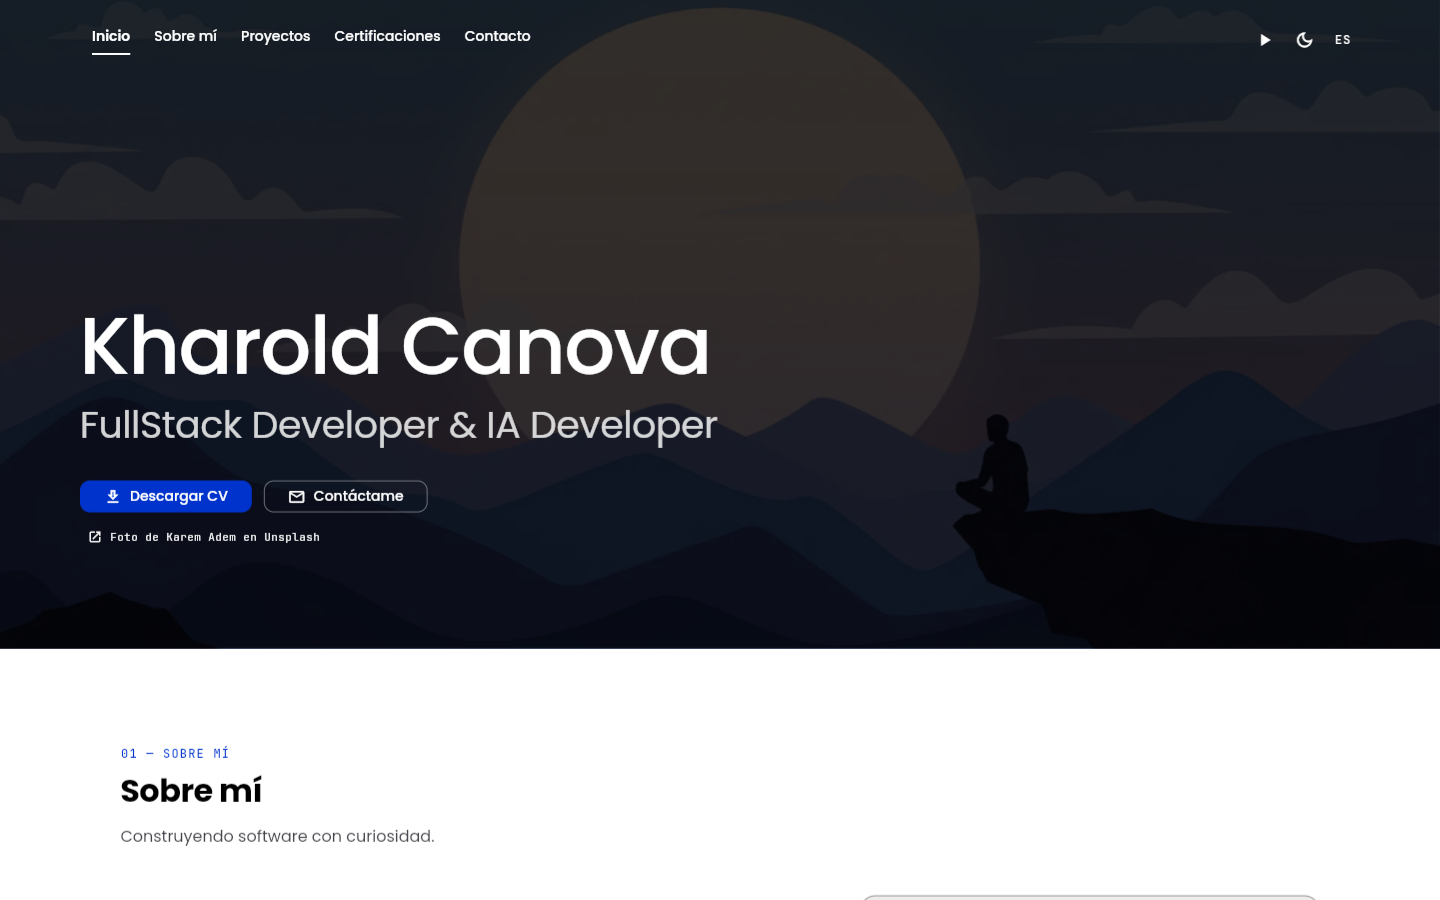 Inicio Sobre mí Proyectos Certificaciones Contacto ES
Kharold Canova
FullStack Developer & IA Developer
Descargar CV Contáctame
Foto de Karem Adem en Unsplash
01 — SOBRE MÍ
Sobre mí
Construyendo software con curiosidad.